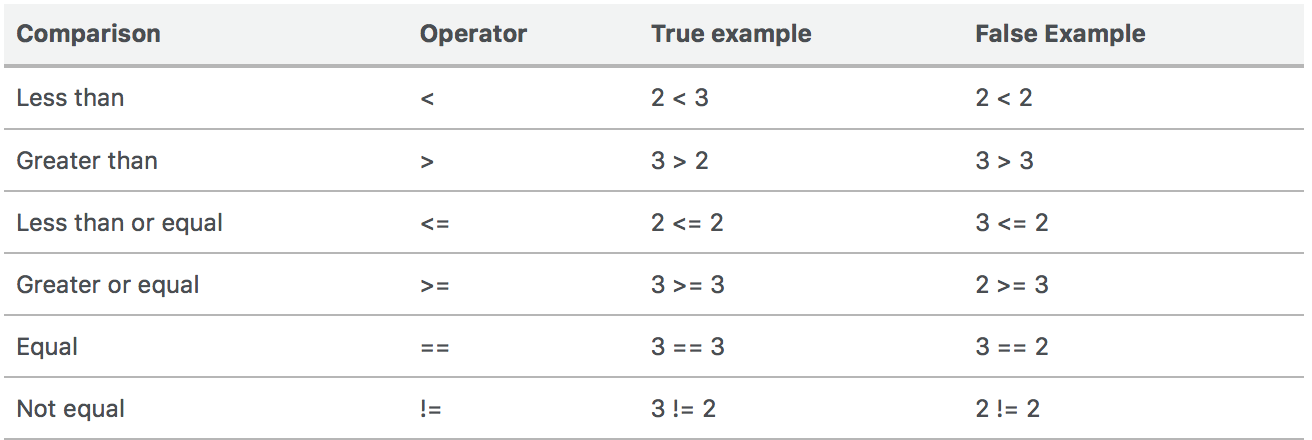 Comparison Operator True example False Example
Less than < 2 < 3 2 < 2
Greater than > 3 > 2 3 > 3
Less than or equal <= 2 <= 2 3 <= 2
Greater or equal >= 3 >= 3 2 >= 3
Equal == 3 == 3 3 == 2
Not equal != 3 != 2 2 != 2